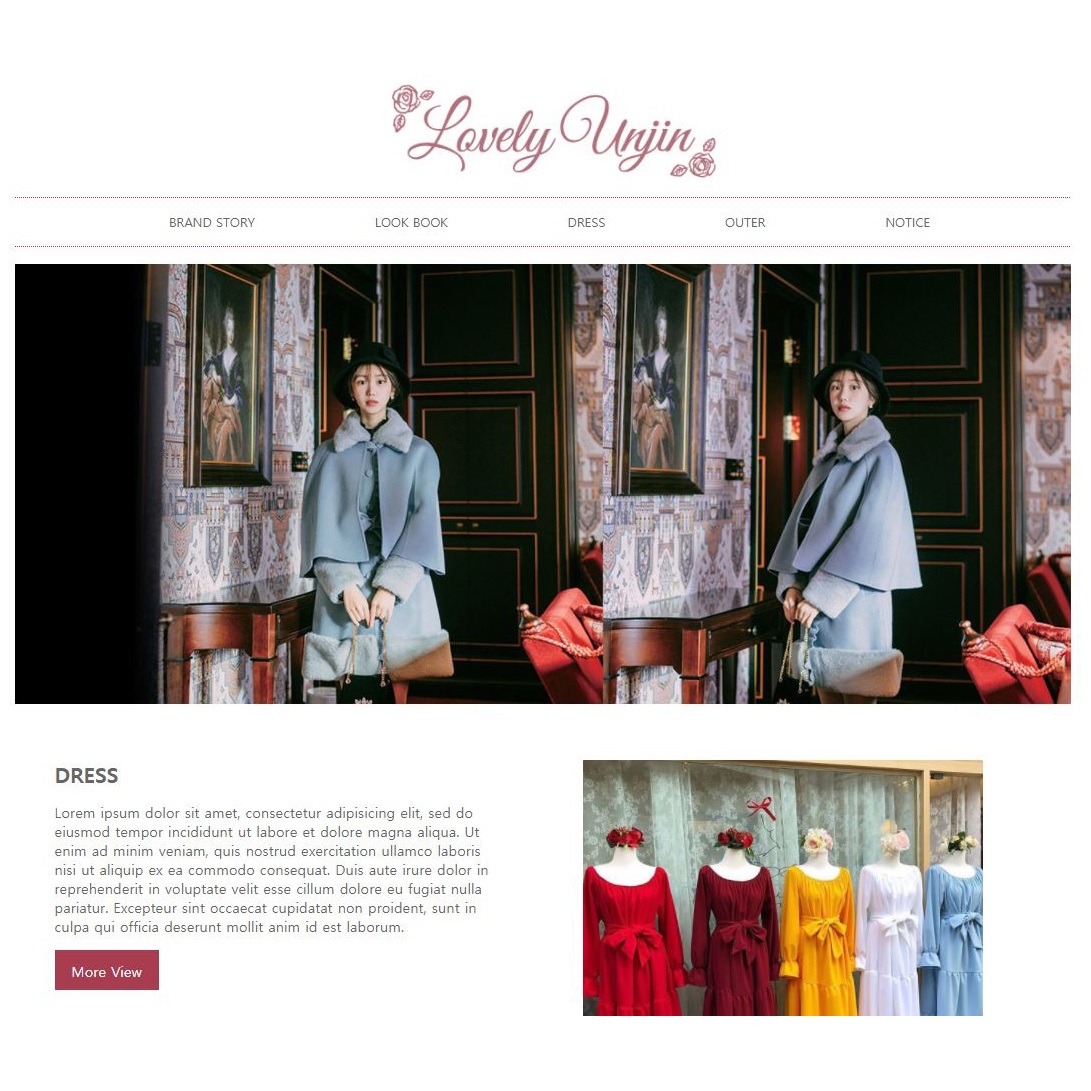 Lovely Unjin
BRAND STORY LOOK BOOK DRESS OUTER NOTICE
DRESS
Lorem ipsum dolor sit amet, consectetur adipisicing elit, sed do
eiusmod tempor incididunt ut labore et dolore magna aliqua. Ut
enim ad minim veniam, quis nostrud exercitation ullamco laboris
nisi ut aliquip ex ea commodo consequat. Duis aute irure dolor in
reprehenderit in voluptate velit esse cillum dolore eu fugiat nulla
pariatur. Excepteur sint occaecat cupidatat non proident, sunt in
culpa qui officia deserunt mollit anim id est laborum.
More View